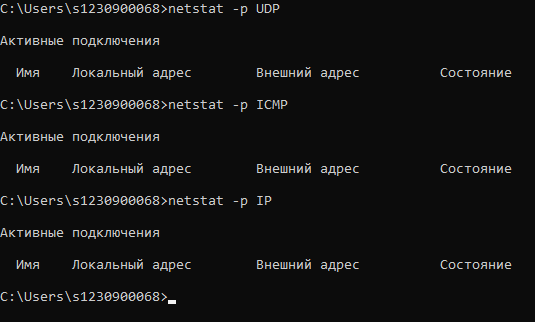 C:\Users\s1230900068>netstat -p UDP
Активные подключения
Имя Локальный адрес Внешний адрес Состояние
C:\Users\s1230900068>netstat -p ICMP
Активные подключения
Имя Локальный адрес Внешний адрес Состояние
C:\Users\s1230900068>netstat -p IP
Активные подключения
Имя Локальный адрес Внешний адрес Состояние
C:\Users\s1230900068>